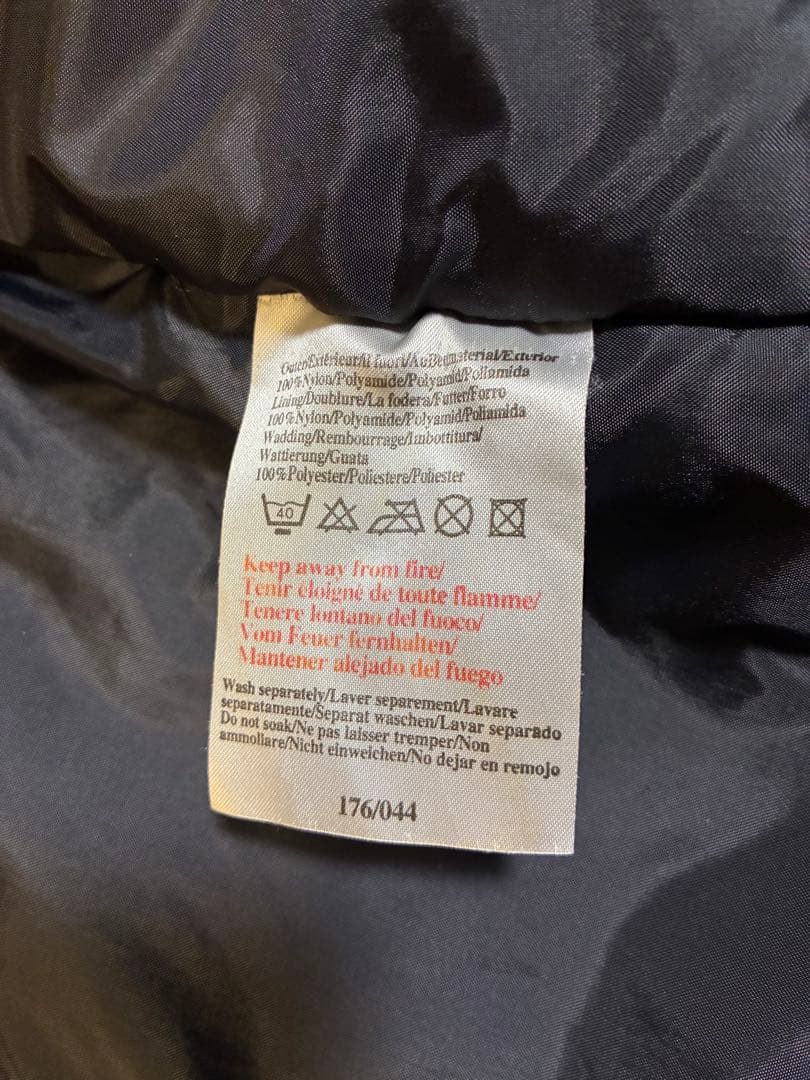 Outer/Extérieur/Al fuori/AuBenmaterial/Exterior
100%Nylon/Polyamide/Polyamid/Poliamida
Lining/Doublure/La fodera/Futter/Forro
100%Nylon/Polyamide/Polyamid/Poliamida
Wadding/Rembourrage/Imbottitura/
Wattierung/Guata
100%Polyester/Poliestere/Poliester
40
Keep away from fire/
Tenir éloigné de toute flamme/
Tenere lontano del fuoco/
Vom Feuer fernhalten/
Mantener alejado del fuego
Wash separately/Laver separement/Lavare
separatamente/Separat waschen/Lavar separado
Do not soak/Ne pas laisser tremper/Non
ammollare/Nicht einweichen/No dejar en remojo
176/044